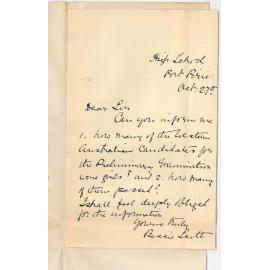 High School
Port Pirie
Oct. 27th
Dear Sir
Can you inform me
1. how many of the Western
Australian Candidates for
the Preliminary Examination
were girls? and 2. how many
of them passed?
I shall feel deeply obliged
for the information
Yours truly
Bessie Scott